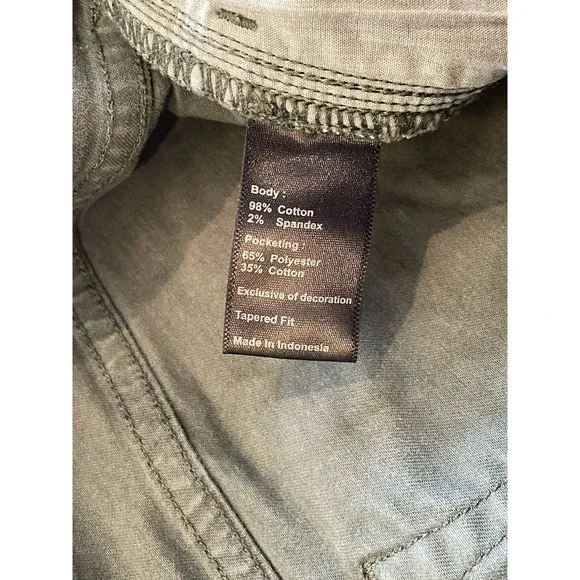 Body :
98% Cotton
2% Spandex
Pocketing :
65% Polyester
35% Cotton
Exclusive of decoration
Tapered Fit
Made In Indonesia